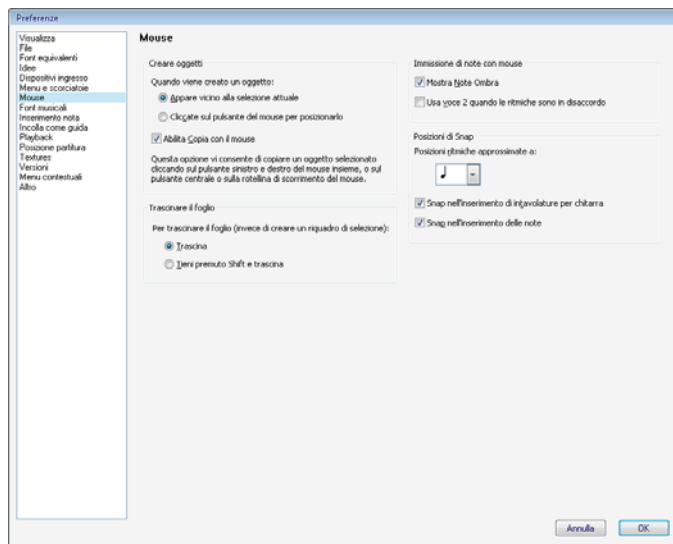 Preferenze
Visualizza
File
Font equivalenti
Idee
Dispositivi ingresso
Menu e scorciatoie
Mouse
Font musicali
Inserimento nota
Incolla come guida
Playback
Posizione partitura
Textures
Versioni
Menu contestuali
Altro
Mouse
Creare oggetti
Quando viene creato un oggetto:
Appare vicino alla selezione attuale
Cliccate sul pulsante del mouse per posizionarlo
Abilita Copia con il mouse
Questa opzione vi consente di copiare un oggetto selezionato
cliccando sul pulsante sinistro e destro del mouse insieme, o sul
pulsante centrale o sulla rotellina di scorrimento del mouse.
Trascinare il foglio
Per trascinare il foglio (invece di creare un riquadro di selezione):
Trascina
Tieni premuto Shift e trascina
Immissione di note con mouse
Mostra Note Ombra
Usa voce 2 quando le ritmiche sono in disaccordo
Posizioni di Snap
Posizioni ritmiche approssimate a:
Snap nell'inserimento di intavolature per chitarra
Snap nell'inserimento delle note
Annulla
OK